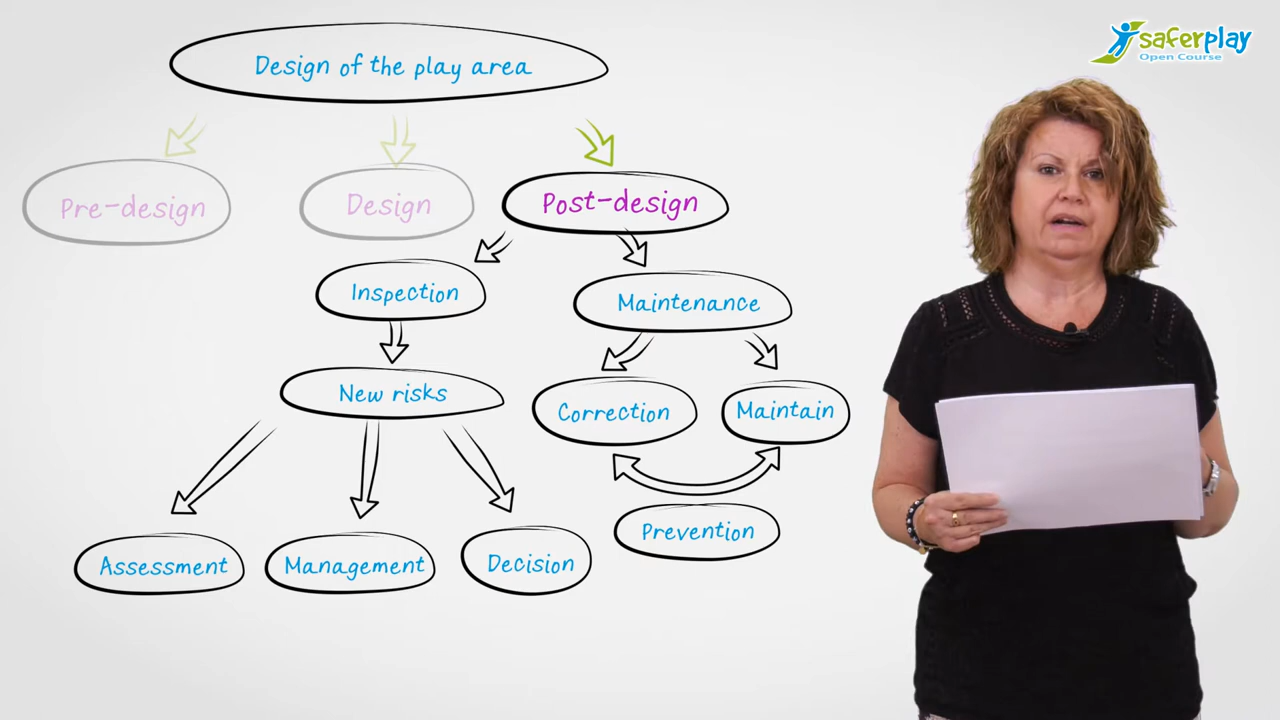 saferplay
Open Course
Design of the play area
Pre-design
Design
Post-design
Inspection
Maintenance
New risks
Correction
Maintain
Prevention
Assessment
Management
Decision